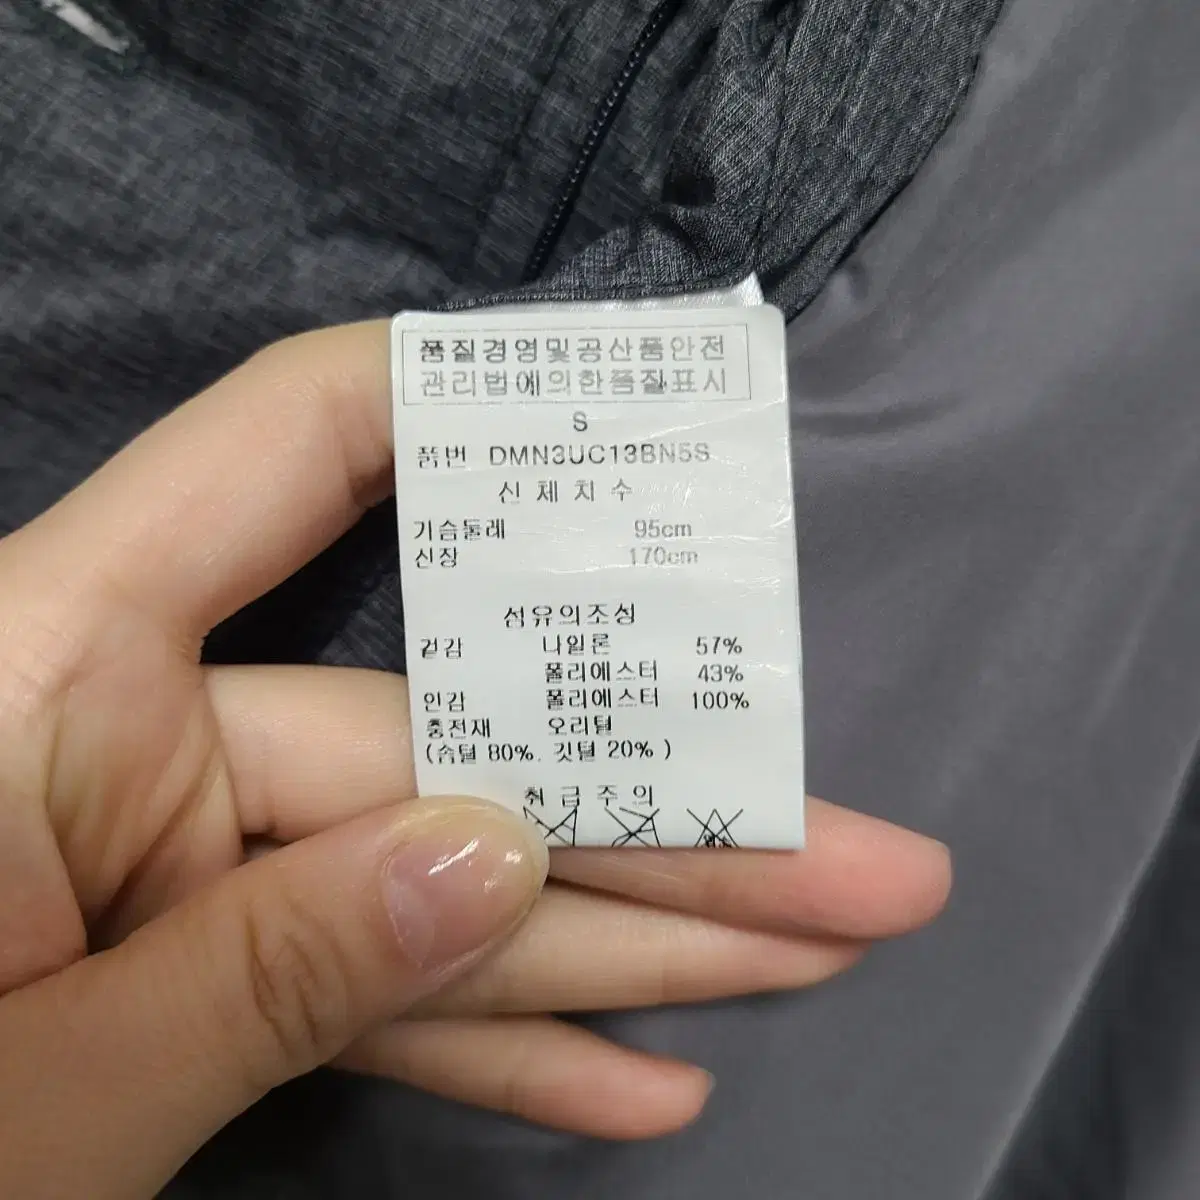 품질경영및공산품안전
관리법에의한품질표시
S
품번 DMN3UC13BN5S
신체치수
기슴둘레 95cm
신장 170cm
섬유의조성
겉감 나일론 57%
폴리에스터 43%
인감 폴리에스터 100%
충전재 오리털
(솜털 80%. 깃털 20% )
취급주의